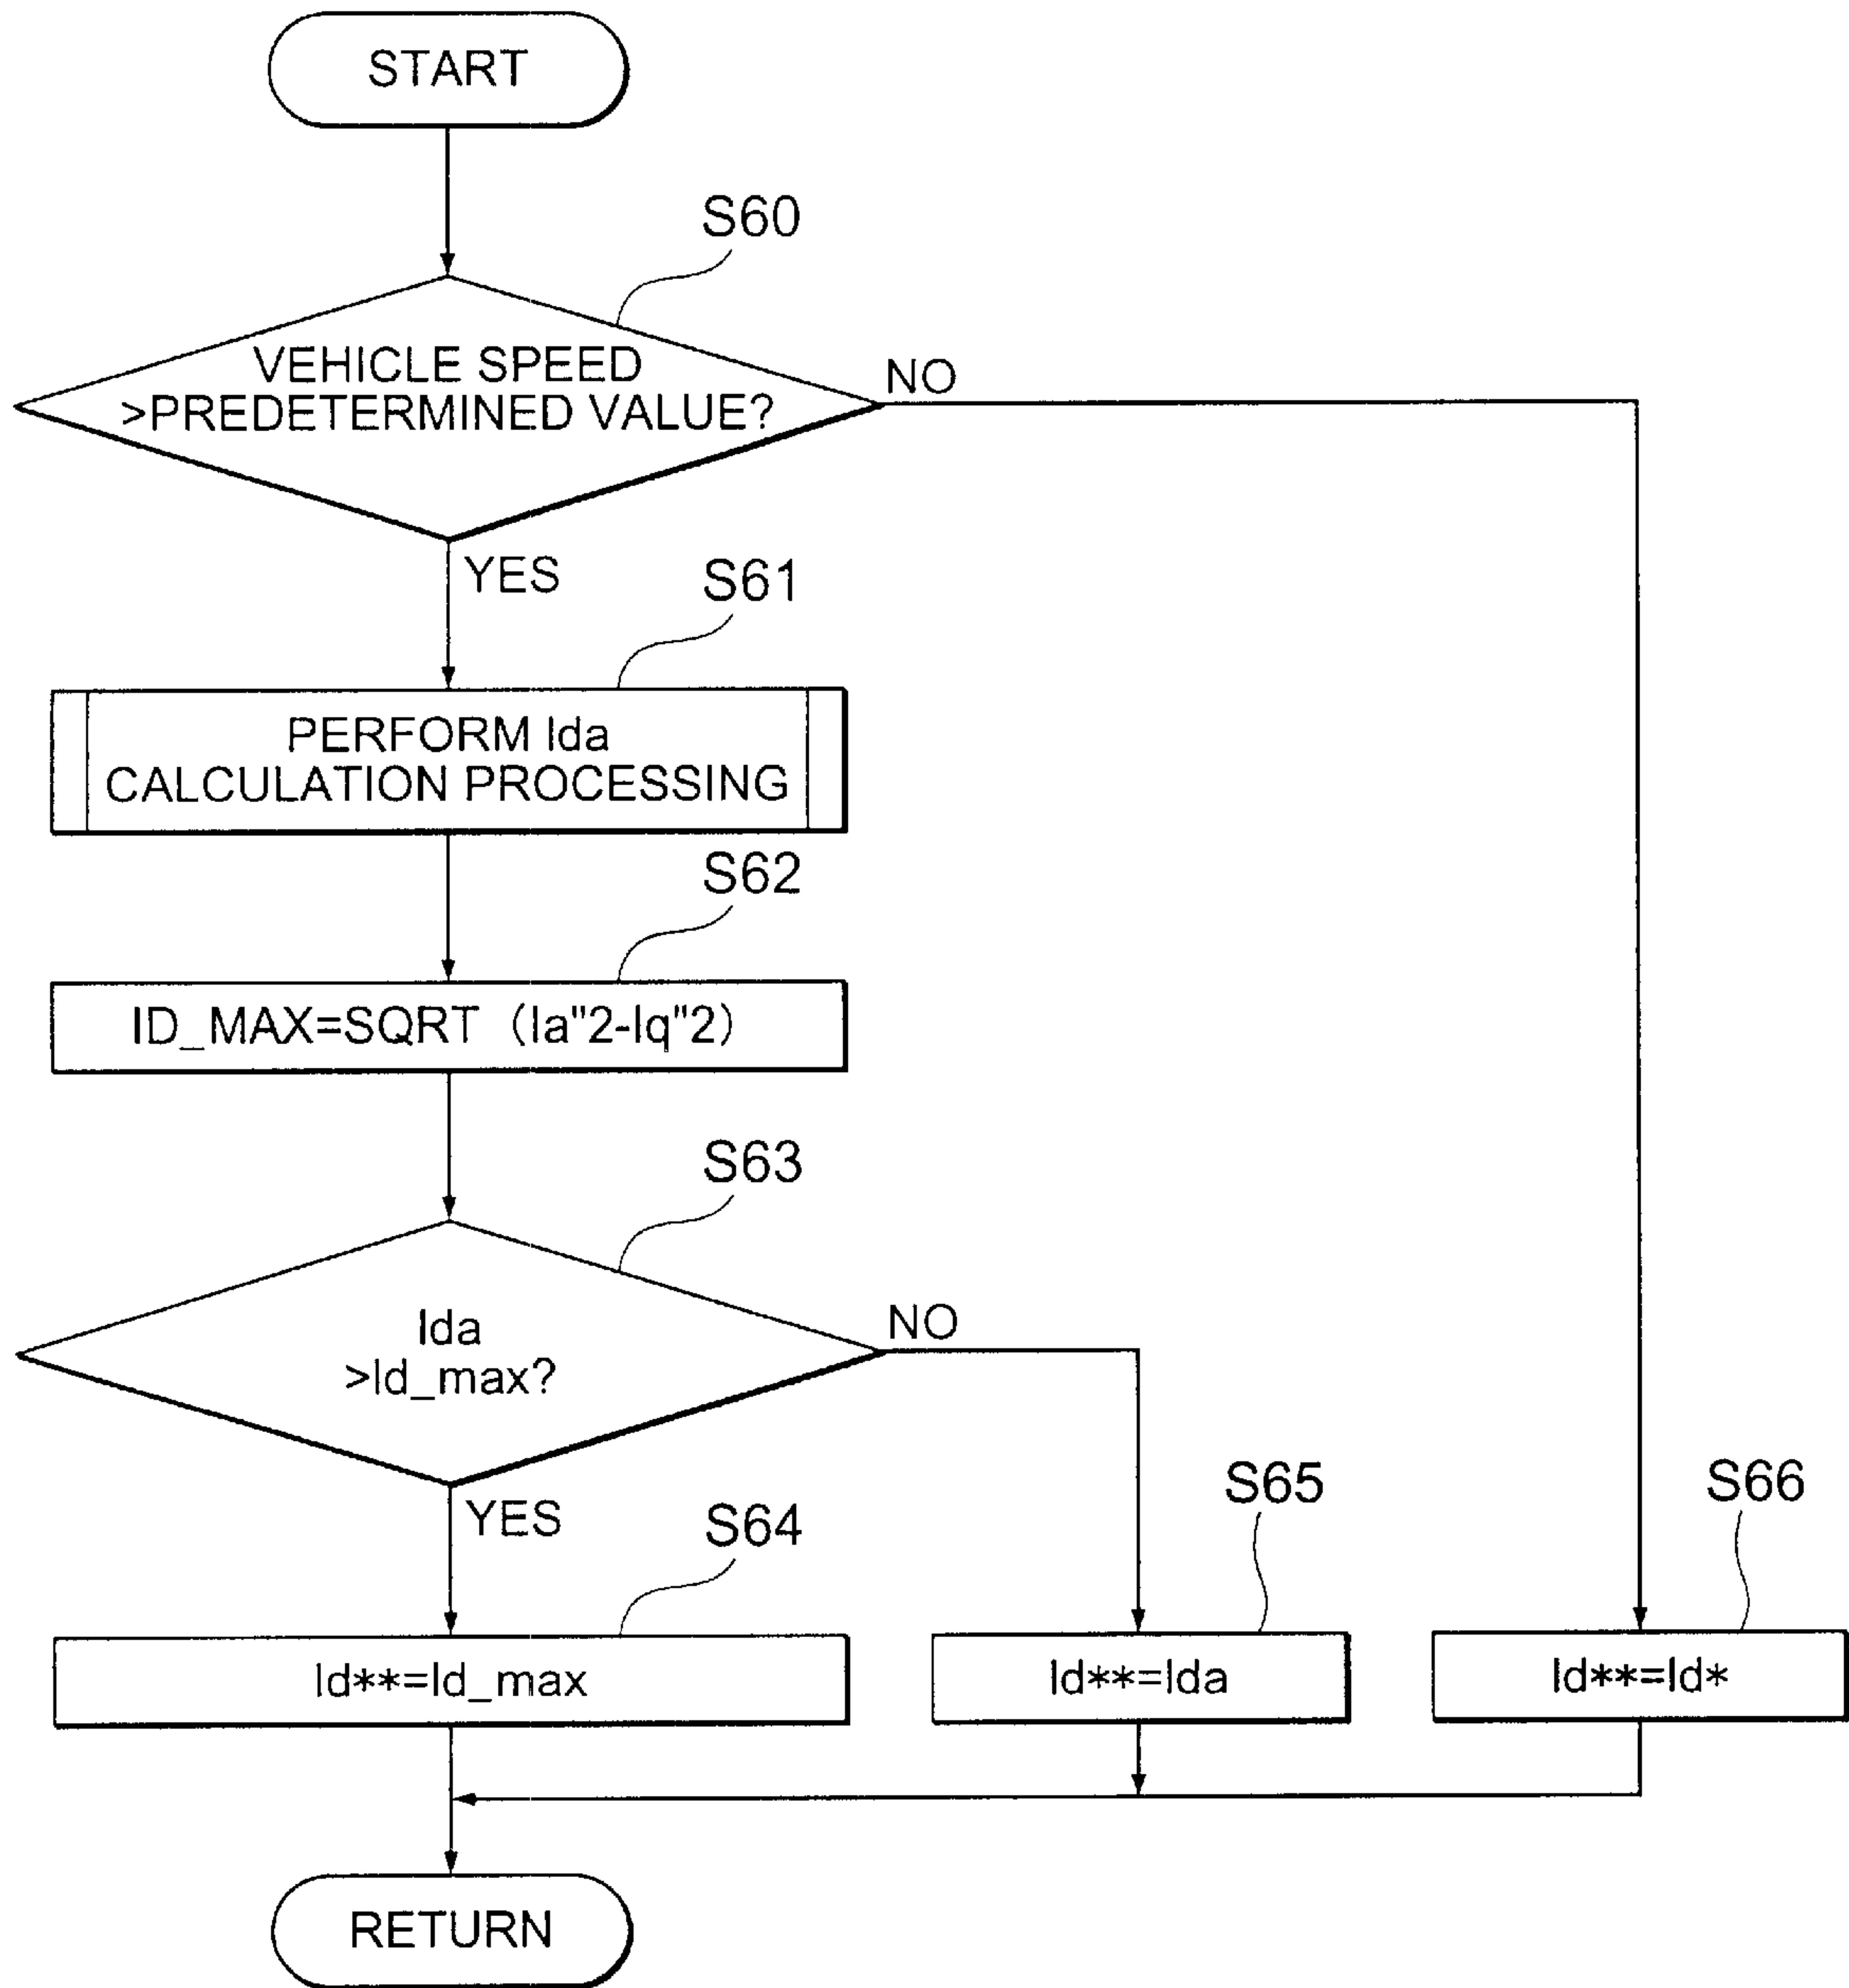 START
S60
VEHICLE SPEED
>PREDETERMINED VALUE?
NO
YES
S61
PERFORM Ida
CALCULATION PROCESSING
S62
ID_MAX=SQRT (Ia"2-Iq"2)
S63
Ida
>Id_max?
NO
YES
S64
S65
S66
Id**=Id_max
Id**=Ida
Id**=Id*
RETURN